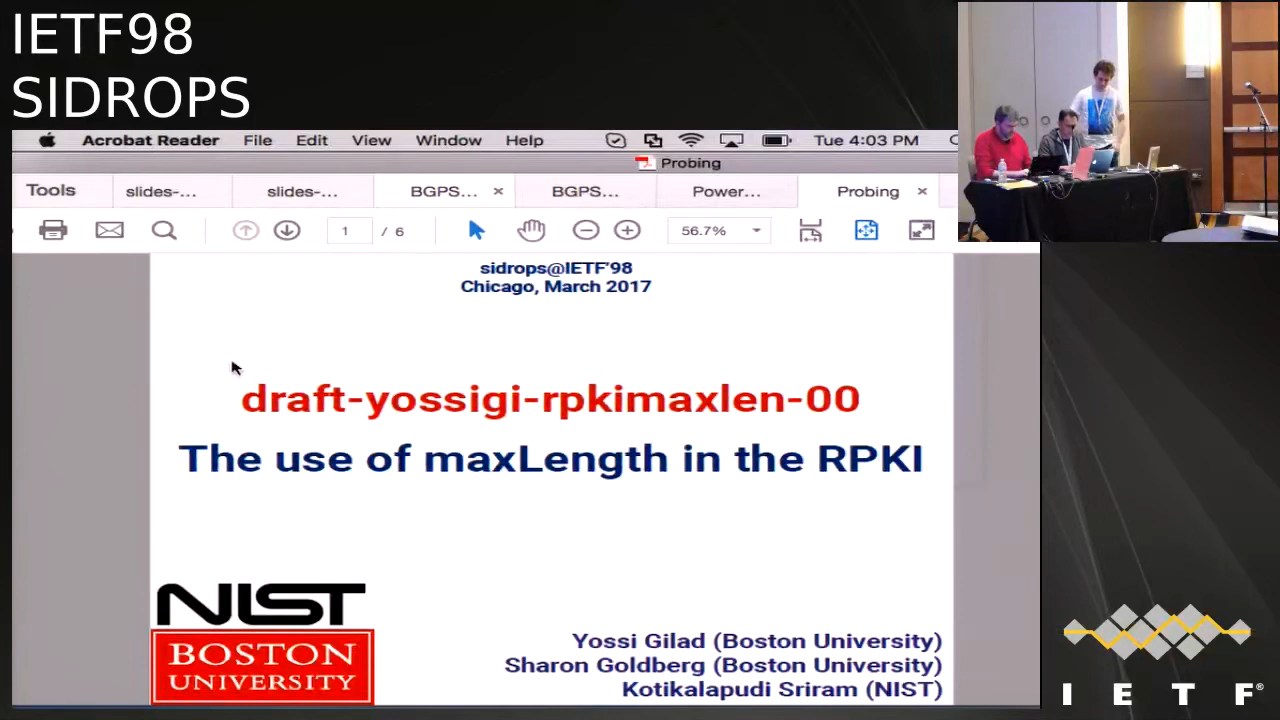 IETF98
SIDROPS
Acrobat Reader File Edit View Window Help Tue 4:03 PM
Probing
Tools slides-... slides-... BGPS... × BGPS... Power... Probing ×
1 / 6 56.7%
sidrops@IETF'98
Chicago, March 2017
draft-yossigi-rpkimaxlen-00
The use of maxLength in the RPKI
NIST
BOSTON
UNIVERSITY
Yossi Gilad (Boston University)
Sharon Goldberg (Boston University)
Kotikalapudi Sriram (NIST)
I E T F®